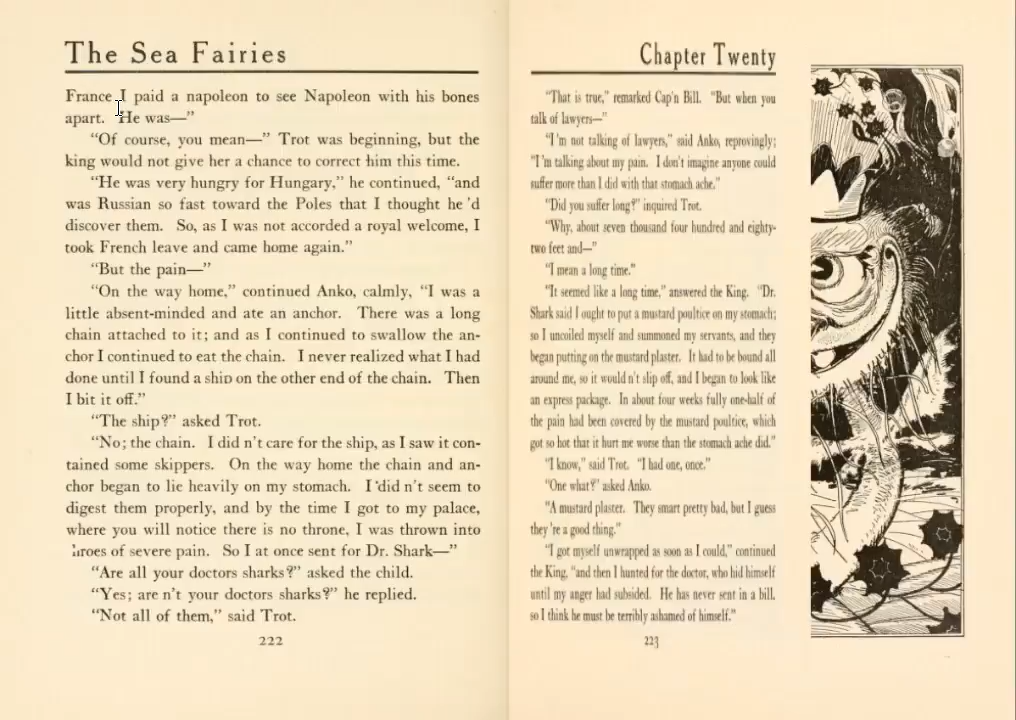 The Sea Fairies
France I paid a napoleon to see Napoleon with his bones
apart. He was—”
“Of course, you mean—” Trot was beginning, but the
king would not give her a chance to correct him this time.
“He was very hungry for Hungary,” he continued, “and
was Russian so fast toward the Poles that I thought he 'd
discover them. So, as I was not accorded a royal welcome, I
took French leave and came home again.”
“But the pain—”
“On the way home,” continued Anko, calmly, “I was a
little absent-minded and ate an anchor. There was a long
chain attached to it; and as I continued to swallow the an-
chor I continued to eat the chain. I never realized what I had
done until I found a ship on the other end of the chain. Then
I bit it off.”
“The ship?” asked Trot.
“No; the chain. I did n't care for the ship, as I saw it con-
tained some skippers. On the way home the chain and an-
chor began to lie heavily on my stomach. I did n't seem to
digest them properly, and by the time I got to my palace,
where you will notice there is no throne, I was thrown into
throes of severe pain. So I at once sent for Dr. Shark—”
“Are all your doctors sharks?” asked the child.
“Yes; are n't your doctors sharks?” he replied.
“Not all of them,” said Trot.
222
Chapter Twenty
“That is true,” remarked Cap'n Bill. “But when you
talk of lawyers—”
“I 'm not talking of lawyers,” said Anko, reprovingly;
“I 'm talking about my pain. I don't imagine anyone could
suffer more than I did with that stomach ache.”
“Did you suffer long?” inquired Trot.
“Why, about seven thousand four hundred and eighty-
two feet and—”
“I mean a long time.”
“It seemed like a long time,” answered the King. “Dr.
Shark said I ought to put a mustard poultice on my stomach;
so I uncoiled myself and summoned my servants, and they
began putting on the mustard plaster. It had to be bound all
around me, so it would n't slip off, and I began to look like
an express package. In about four weeks fully one-half of
the pain had been covered by the mustard poultice, which
got so hot that it hurt me worse than the stomach ache did.”
“I know,” said Trot. “I had one, once.”
“One what?” asked Anko.
“A mustard plaster. They smart pretty bad, but I guess
they 're a good thing.”
“I got myself unwrapped as soon as I could,” continued
the King, “and then I hunted for the doctor, who hid himself
until my anger had subsided. He has never sent in a bill,
so I think he must be terribly ashamed of himself.”
223